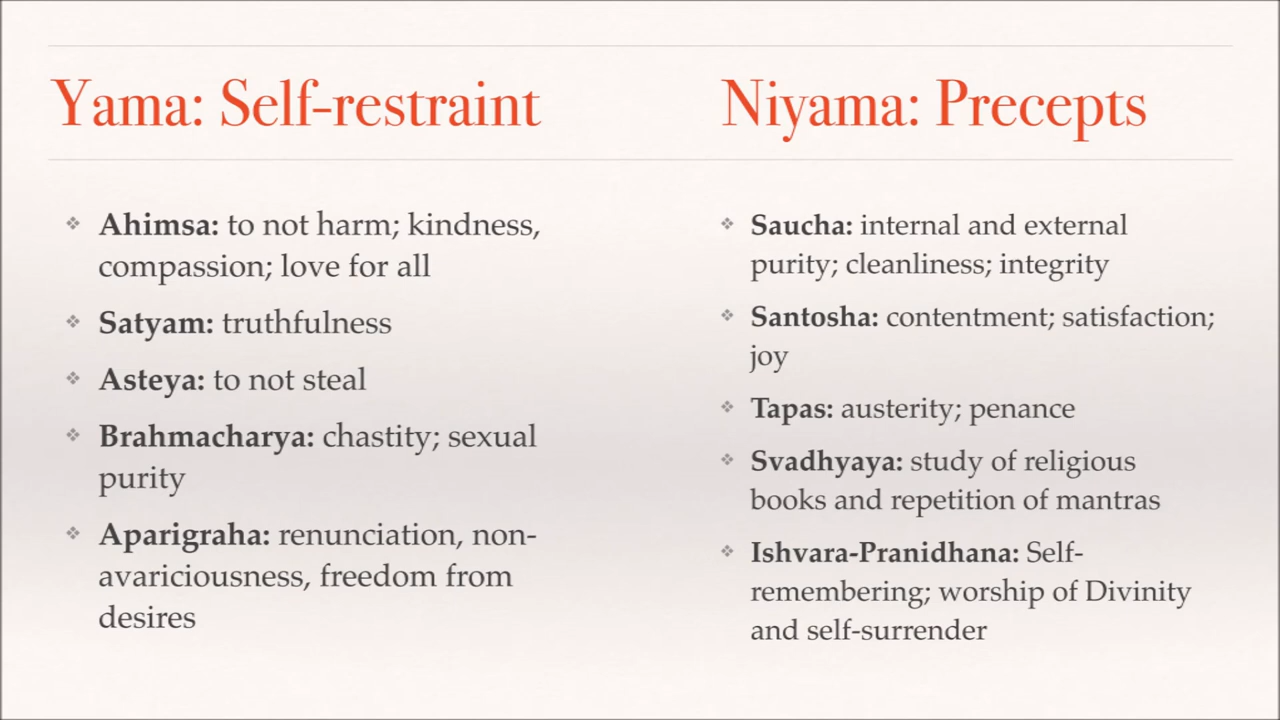 Yama: Self-restraint
Ahimsa: to not harm; kindness,
compassion; love for all
Satyam: truthfulness
Asteya: to not steal
Brahmacharya: chastity; sexual
purity
Aparigraha: renunciation, non-
avariciousness, freedom from
desires
Niyama: Precepts
Saucha: internal and external
purity; cleanliness; integrity
Santosha: contentment; satisfaction;
joy
Tapas: austerity; penance
Svadhyaya: study of religious
books and repetition of mantras
Ishvara-Pranidhana: Self-
remembering; worship of Divinity
and self-surrender